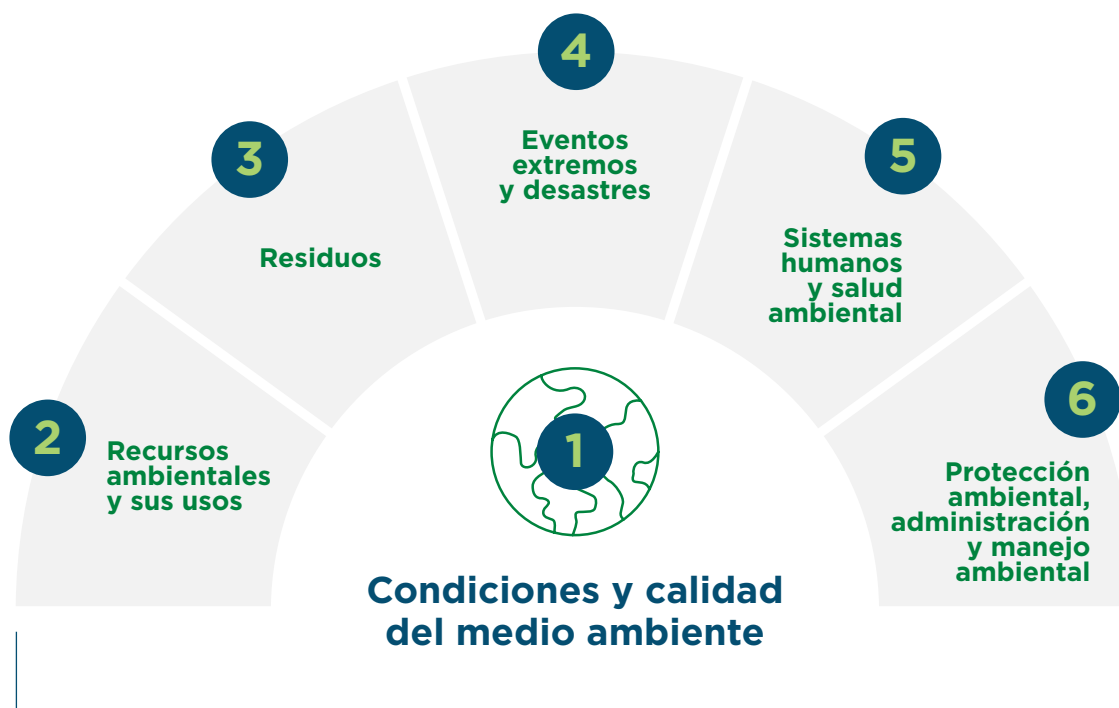 4
Eventos
extremos
y desastres
3
Residuos
5
Sistemas
humanos
y salud
ambiental
2
Recursos
ambientales
y sus usos
6
Protección
ambiental,
administración
y manejo
ambiental
1
Condiciones y calidad
del medio ambiente